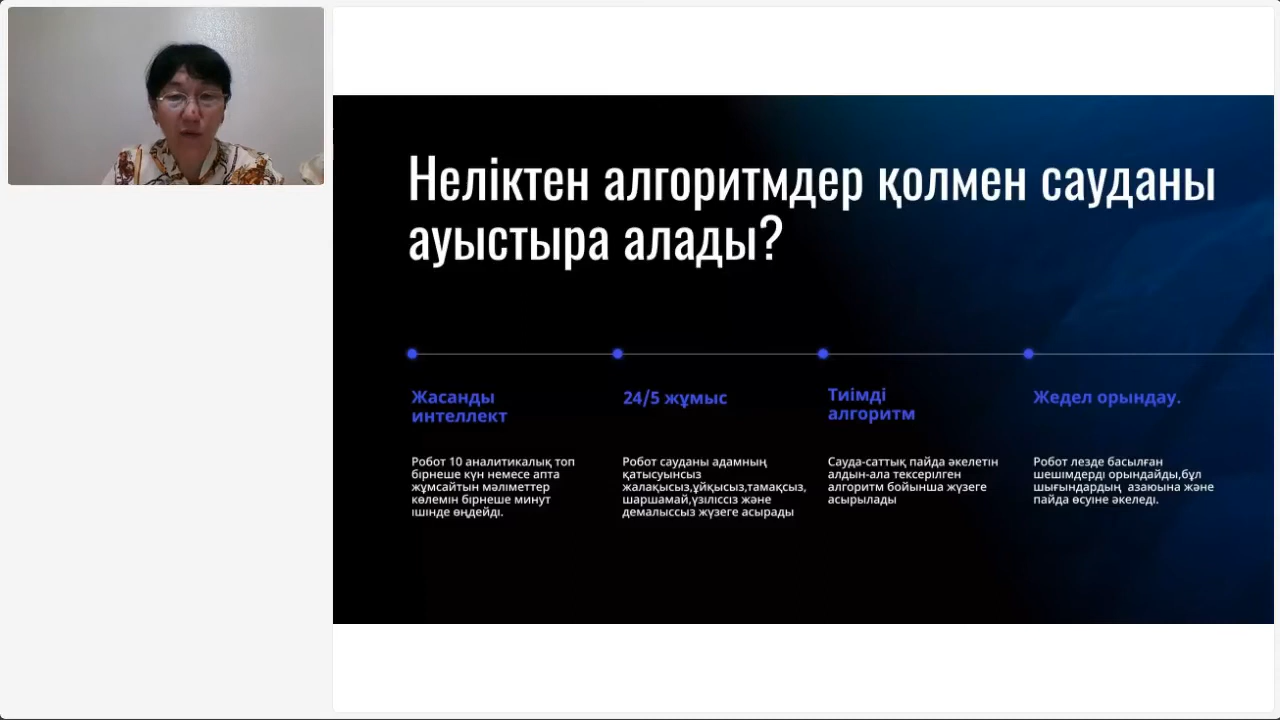 Неліктен алгоритмдер қолмен сауданы
ауыстыра алады?
Жасанды
интеллект
Робот 10 аналитикалық топ
бірнеше күн немесе апта
жұмсайтын мәліметтер
көлемін бірнеше минут
ішінде өңдейді.
24/5 жұмыс
Робот сауданы адамның
қатысуынсыз
жалақысыз,ұйқысыз,тамақсыз,
шаршамай,үзіліссіз және
демалыссыз жүзеге асырады
Тиімді
алгоритм
Сауда-саттық пайда әкелетін
алдын-ала тексерілген
алгоритм бойынша жүзеге
асырылады
Жедел орындау.
Робот лезде басылған
шешімдерді орындайды,бұл
шығындардың  азаюына және
пайда өсуіне әкеледі.